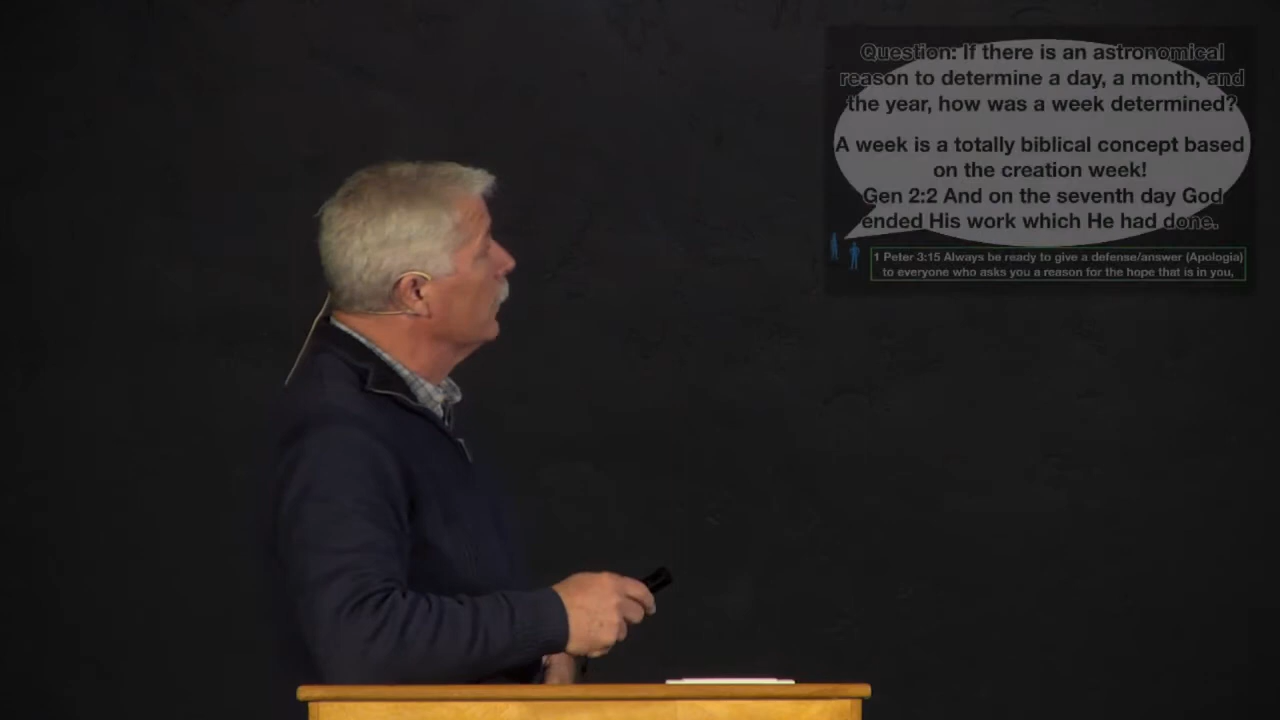 Question: If there is an astronomical
reason to determine a day, a month, and
the year, how was a week determined?
A week is a totally biblical concept based
on the creation week!
Gen 2:2 And on the seventh day God
ended His work which He had done.
1 Peter 3:15 Always be ready to give a defense/answer (Apologia)
to everyone who asks you a reason for the hope that is in you,